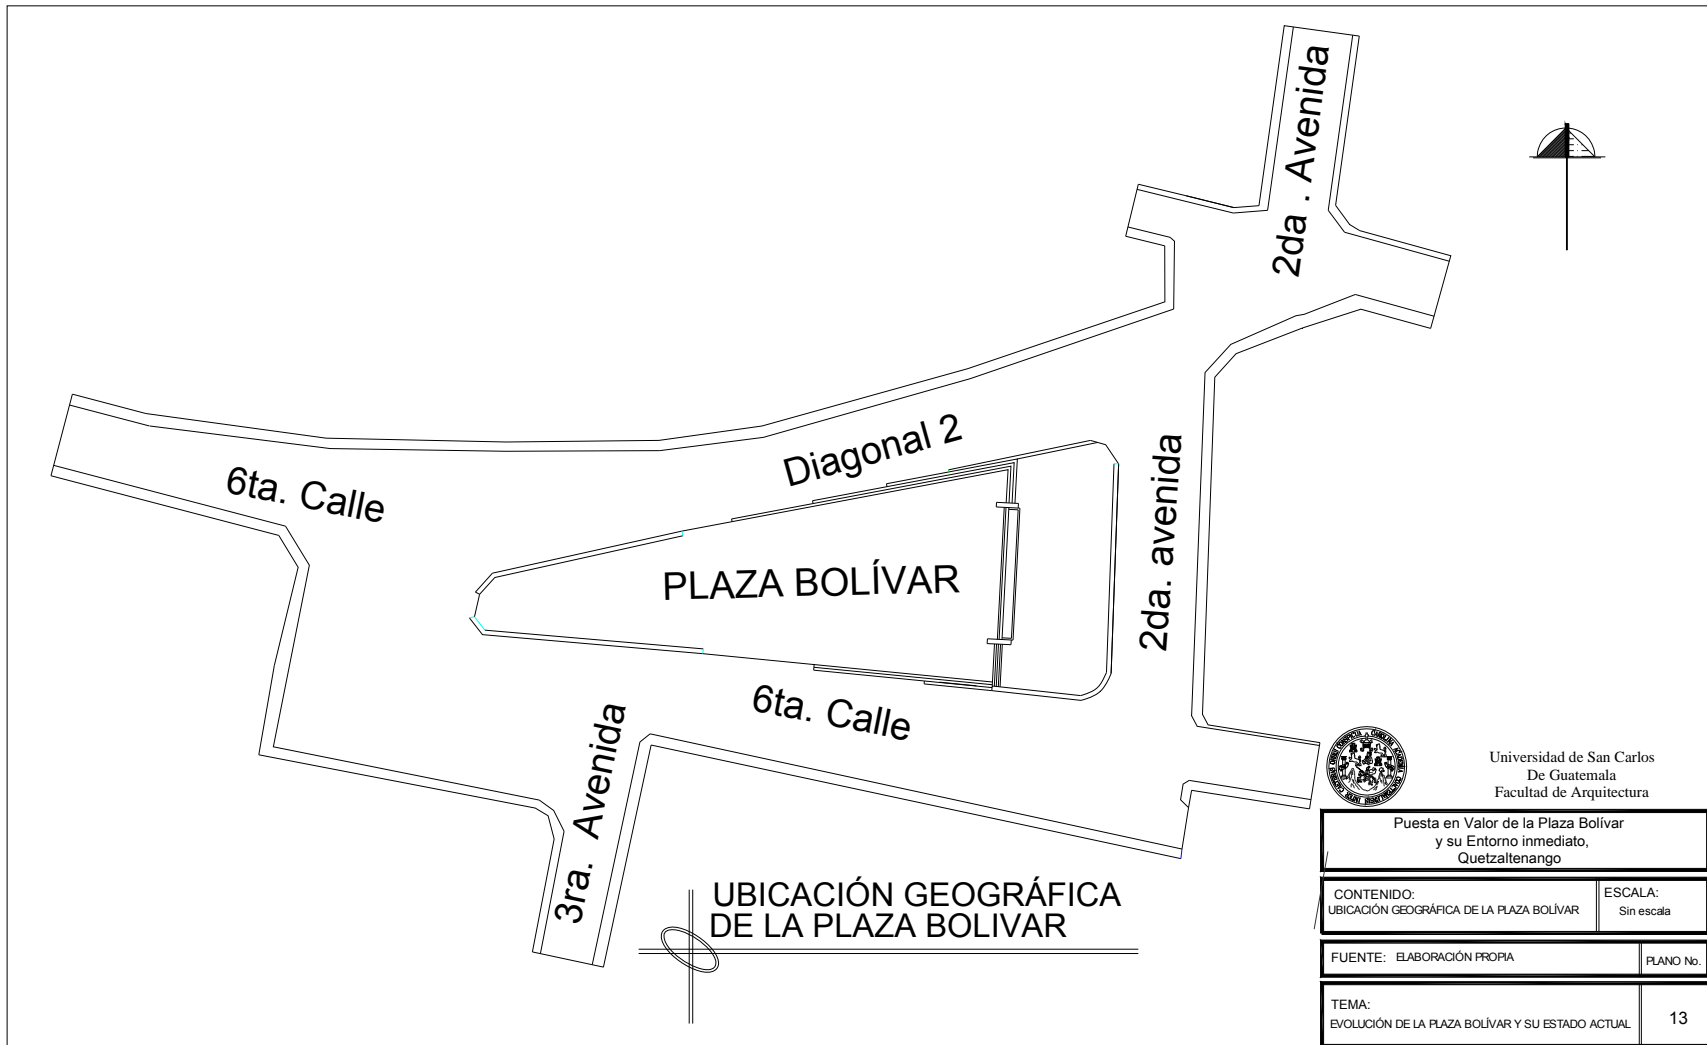 2da . Avenida
Diagonal 2
6ta. Calle
PLAZA BOLÍVAR
2da. avenida
6ta. Calle
3ra. Avenida
UBICACIÓN GEOGRÁFICA
DE LA PLAZA BOLIVAR
Universidad de San Carlos
De Guatemala
Facultad de Arquitectura
Puesta en Valor de la Plaza Bolívar
y su Entorno inmediato,
Quetzaltenango
CONTENIDO:
UBICACIÓN GEOGRÁFICA DE LA PLAZA BOLÍVAR
ESCALA:
Sin escala
FUENTE: ELABORACIÓN PROPIA
PLANO No.
TEMA:
EVOLUCIÓN DE LA PLAZA BOLÍVAR Y SU ESTADO ACTUAL
13